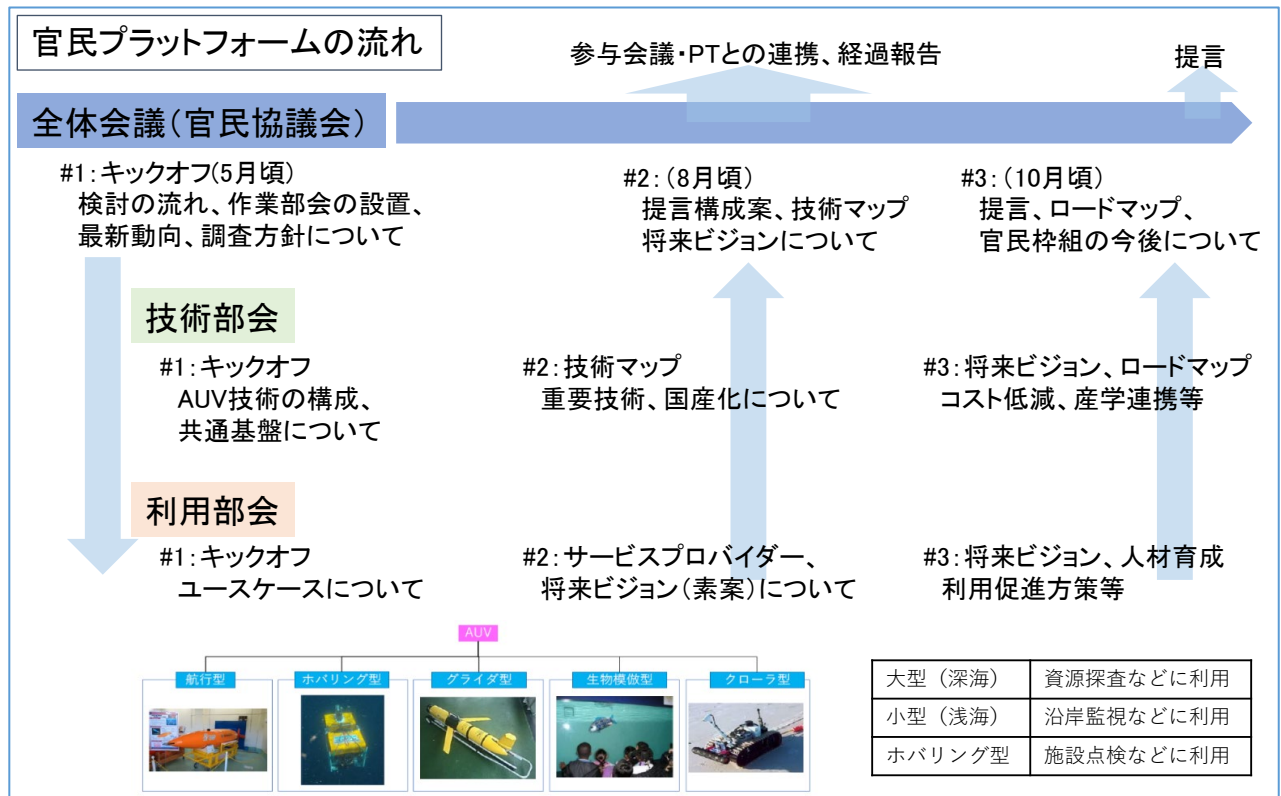 官民プラットフォームの流れ
参与会議・PTとの連携、経過報告
提言
全体会議(官民協議会)
#1:キックオフ(5月頃)
検討の流れ、作業部会の設置、
最新動向、調査方針について
#2:(8月頃)
提言構成案、技術マップ
将来ビジョンについて
#3:(10月頃)
提言、ロードマップ、
官民枠組の今後について
技術部会
#1:キックオフ
AUV技術の構成、
共通基盤について
#2:技術マップ
重要技術、国産化について
#3:将来ビジョン、ロードマップ
コスト低減、産学連携等
利用部会
#1:キックオフ
ユースケースについて
#2:サービスプロバイダー、
将来ビジョン(素案)について
#3:将来ビジョン、人材育成
利用促進方策等
AUV
航行型
ホバリング型
グライダ型
生物模倣型
クローラ型
大型(深海) 資源探査などに利用
小型(浅海) 沿岸監視などに利用
ホバリング型 施設点検などに利用